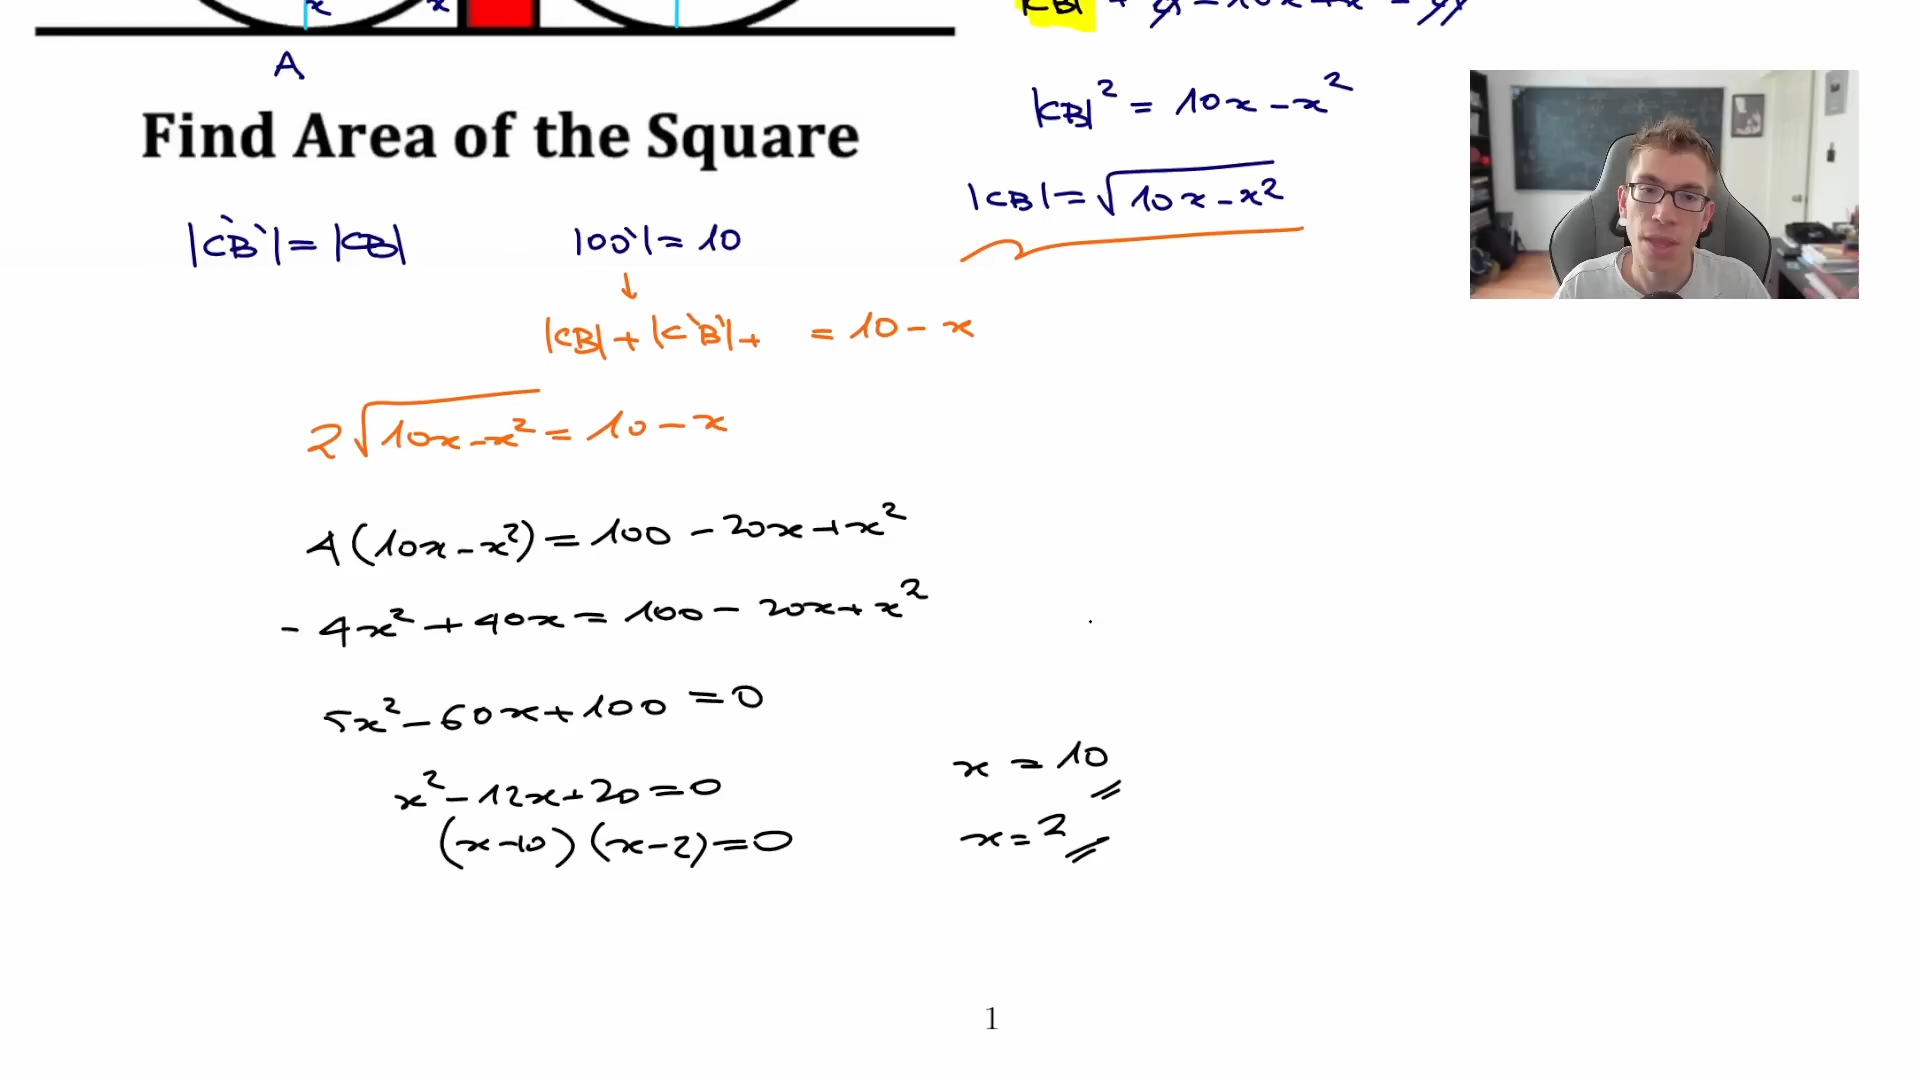 x x
A
Find Area of the Square
|CB`| = |CB|
|OO`| = 10
↓
|CB| + |C`B`| + = 10 - x
|CB|² = 10x - x²
|CB| = √10x - x²
2√10x - x² = 10 - x
4(10x - x²) = 100 - 20x + x²
- 4x² + 40x = 100 - 20x + x²
5x² - 60x + 100 = 0
x² - 12x + 20 = 0
(x - 10) (x - 2) = 0
x = 10
x = 2
1